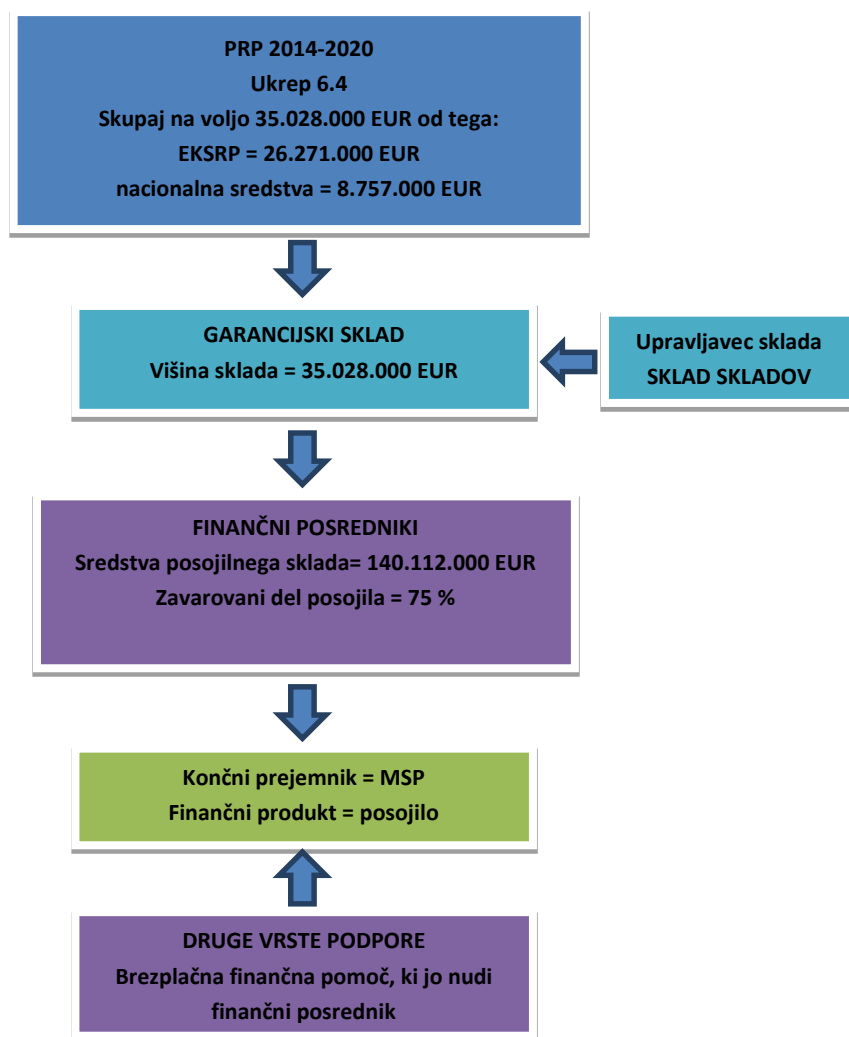 PRP 2014-2020
Ukrep 6.4
Skupaj na voljo 35.028.000 EUR od tega:
EKSRP = 26.271.000 EUR
nacionalna sredstva = 8.757.000 EUR
GARANCIJSKI SKLAD
Višina sklada = 35.028.000 EUR
Upravljavec sklada
SKLAD SKLADOV
FINANČNI POSREDNIKI
Sredstva posojilnega sklada= 140.112.000 EUR
Zavarovani del posojila = 75 %
Končni prejemnik = MSP
Finančni produkt = posojilo
DRUGE VRSTE PODPORE
Brezplačna finančna pomoč, ki jo nudi
finančni posrednik